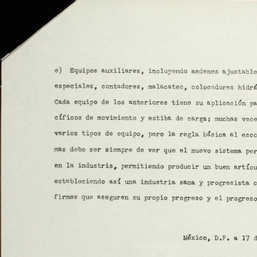 e) Equipos auxiliares, incluyendo andenes ajustable
especiales, contadores, malacates, colocadores hidrá
Cada equipo de los anteriores tiene su aplicación pa
cíficos de movimiento y estiba de carga; muchas vece
varios tipos de equipo, pero la regla básica al esco
mas debe ser siempre de ver que el nuevo sistema per
en la industria, permitiendo producir un buen artícu
estableciendo así una industria sana y progresista c
firmes que aseguren su propio progreso y el progreso
México, D.F. a 17 d